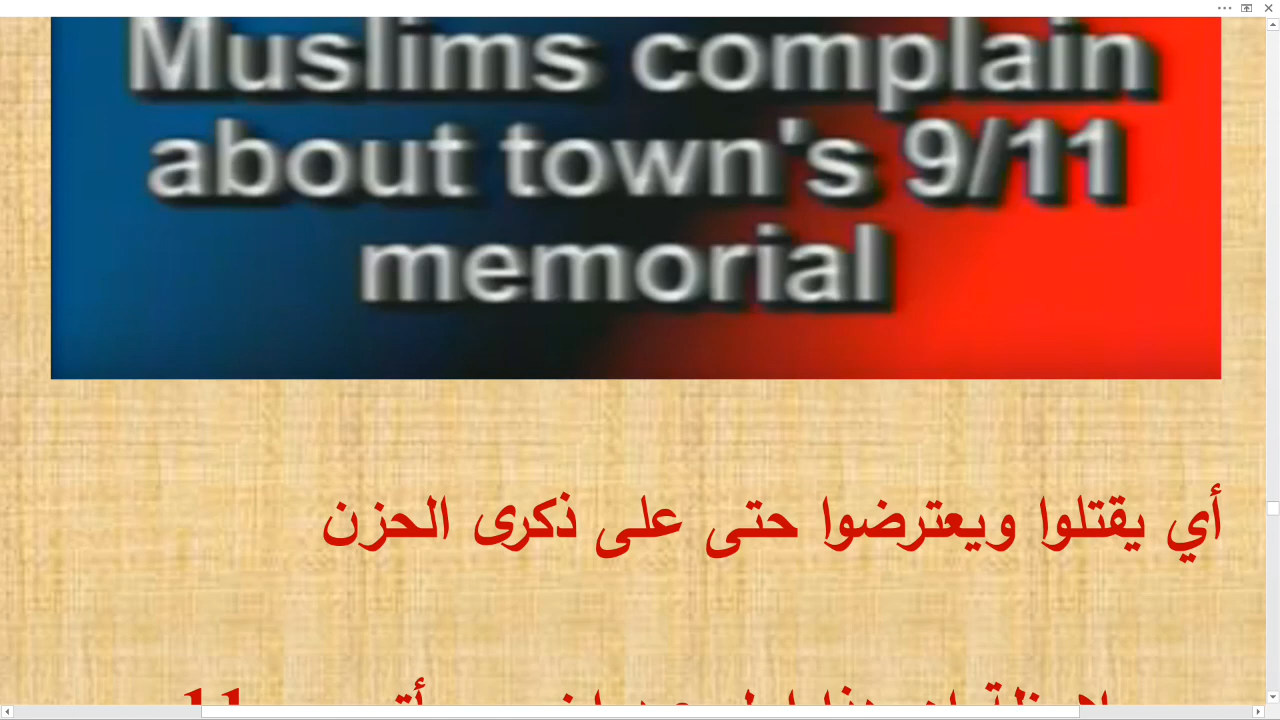 Muslims complain
about town's 9/11
memorial
أي يقتلوا ويعترضوا حتى على ذكرى الحزن